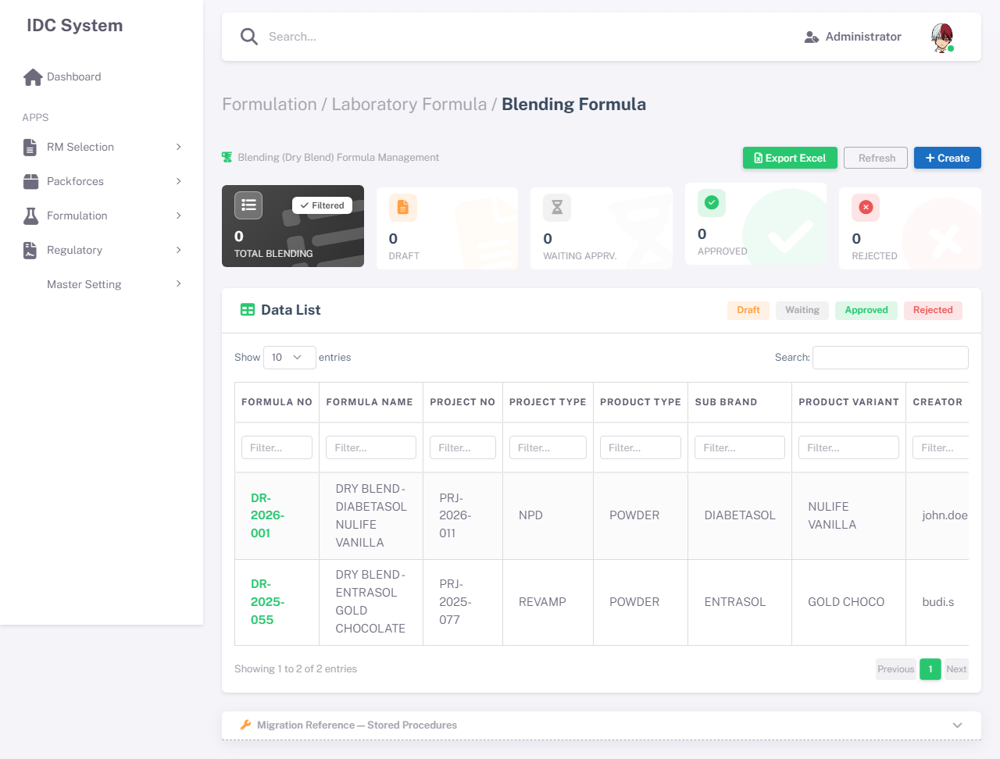 IDC System
Search...
Administrator
Dashboard
APPS
RM Selection
Packforces
Formulation
Regulatory
Master Setting
Formulation / Laboratory Formula / Blending Formula
Blending (Dry Blend) Formula Management
Export Excel
Refresh
Create
Filtered
0
TOTAL BLENDING
0
DRAFT
0
WAITING APPRV.
0
APPROVED
0
REJECTED
Data List
Draft
Waiting
Approved
Rejected
Show 10 entries
Search:
FORMULA NO FORMULA NAME PROJECT NO PROJECT TYPE PRODUCT TYPE SUB BRAND PRODUCT VARIANT CREATOR
Filter... Filter... Filter... Filter... Filter... Filter... Filter... Filter...
DR-
2026-
001
DRY BLEND -
DIABETASOL
NULIFE
VANILLA
PRJ-
2026-
011
NPD
POWDER
DIABETASOL
NULIFE
VANILLA
john.doe
DR-
2025-
055
DRY BLEND -
ENTRASOL
GOLD
CHOCOLATE
PRJ-
2025-
077
REVAMP
POWDER
ENTRASOL
GOLD CHOCO
budi.s
Showing 1 to 2 of 2 entries
Previous
1
Next
Migration Reference — Stored Procedures